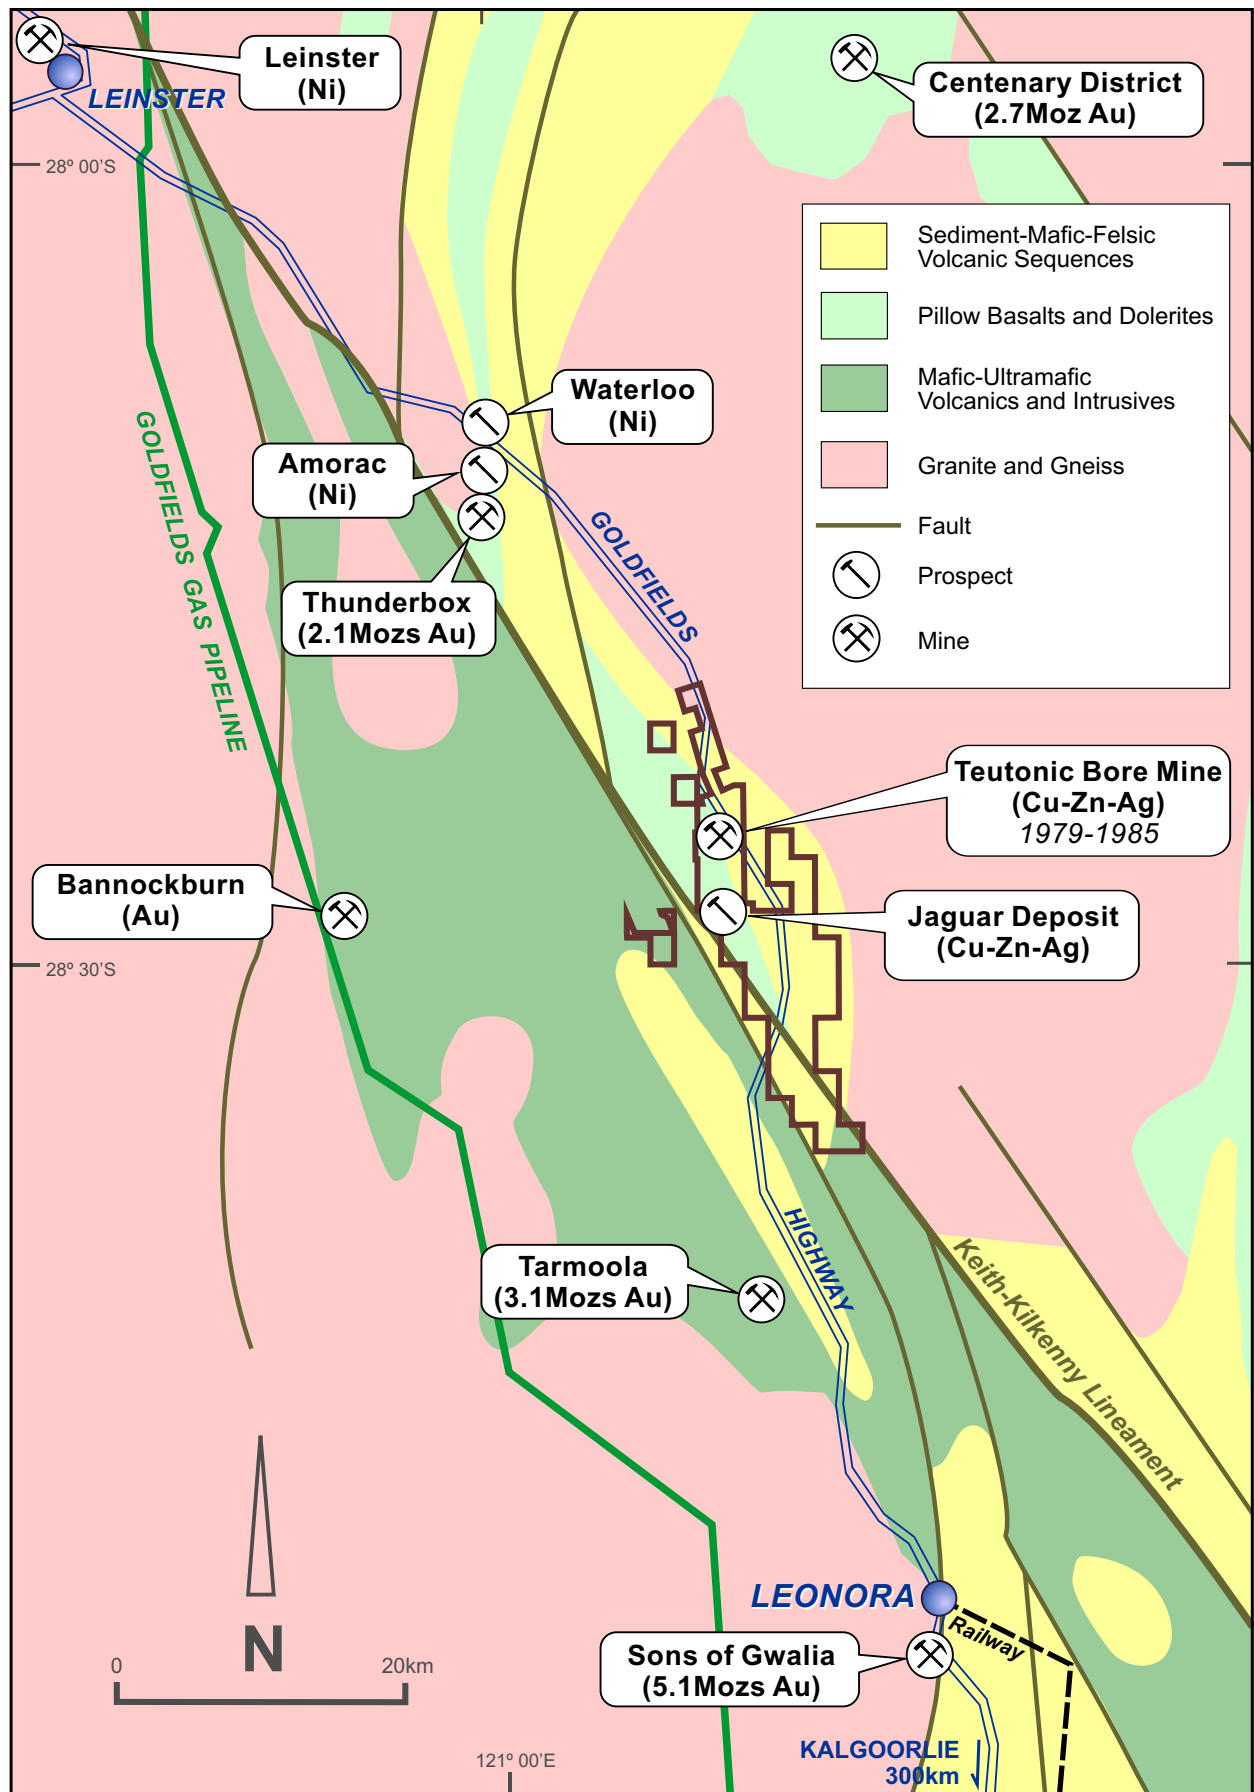 Leinster
(Ni)
LEINSTER
Centenary District
(2.7Moz Au)
28º 00'S
Sediment-Mafic-Felsic
Volcanic Sequences
Pillow Basalts and Dolerites
Mafic-Ultramafic
Volcanics and Intrusives
Granite and Gneiss
Fault
Prospect
Mine
Waterloo
(Ni)
Amorac
(Ni)
Thunderbox
(2.1Mozs Au)
GOLDFIELDS GAS PIPELINE
GOLDFIELDS
HIGHWAY
Teutonic Bore Mine
(Cu-Zn-Ag)
1979-1985
Bannockburn
(Au)
Jaguar Deposit
(Cu-Zn-Ag)
28º 30'S
Tarmoola
(3.1Mozs Au)
Keith-Kilkenny Lineament
LEONORA
Railway
Sons of Gwalia
(5.1Mozs Au)
N
0 20km
121º 00'E
KALGOORLIE
300km